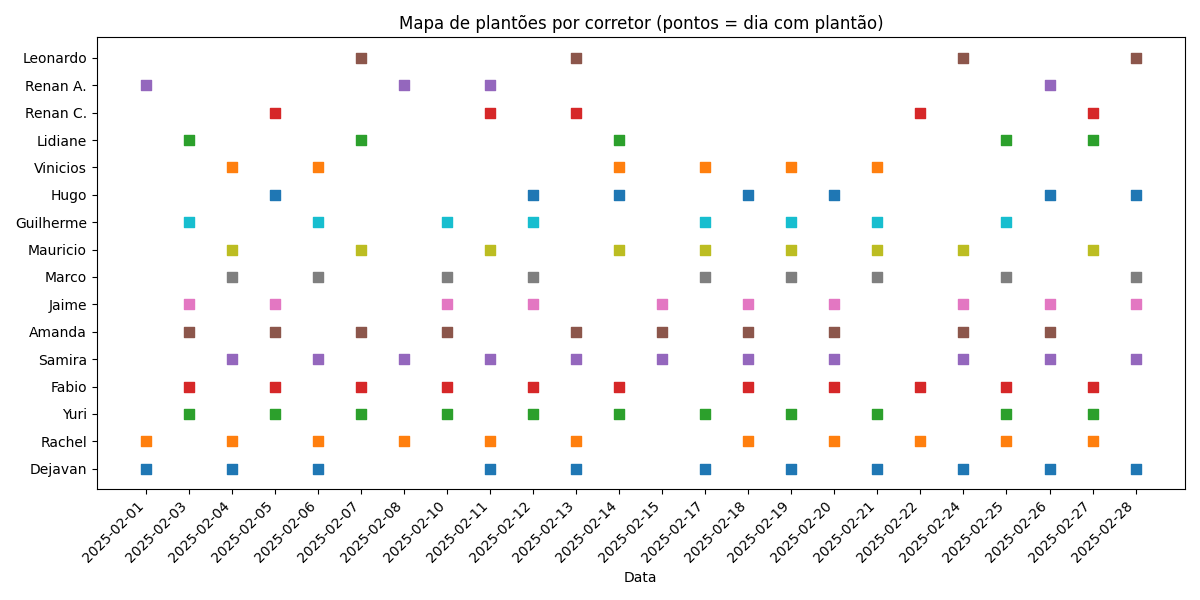 Mapa de plantões por corretor (pontos = dia com plantão)
Leonardo
Renan A.
Renan C.
Lidiane
Vinicios
Hugo
Guilherme
Mauricio
Marco
Jaime
Amanda
Samira
Fabio
Yuri
Rachel
Dejavan
2025-02-01
2025-02-03
2025-02-04
2025-02-05
2025-02-06
2025-02-07
2025-02-08
2025-02-10
2025-02-11
2025-02-12
2025-02-13
2025-02-14
2025-02-15
2025-02-17
2025-02-18
2025-02-19
2025-02-20
2025-02-21
2025-02-22
2025-02-24
2025-02-25
2025-02-26
2025-02-27
2025-02-28
Data